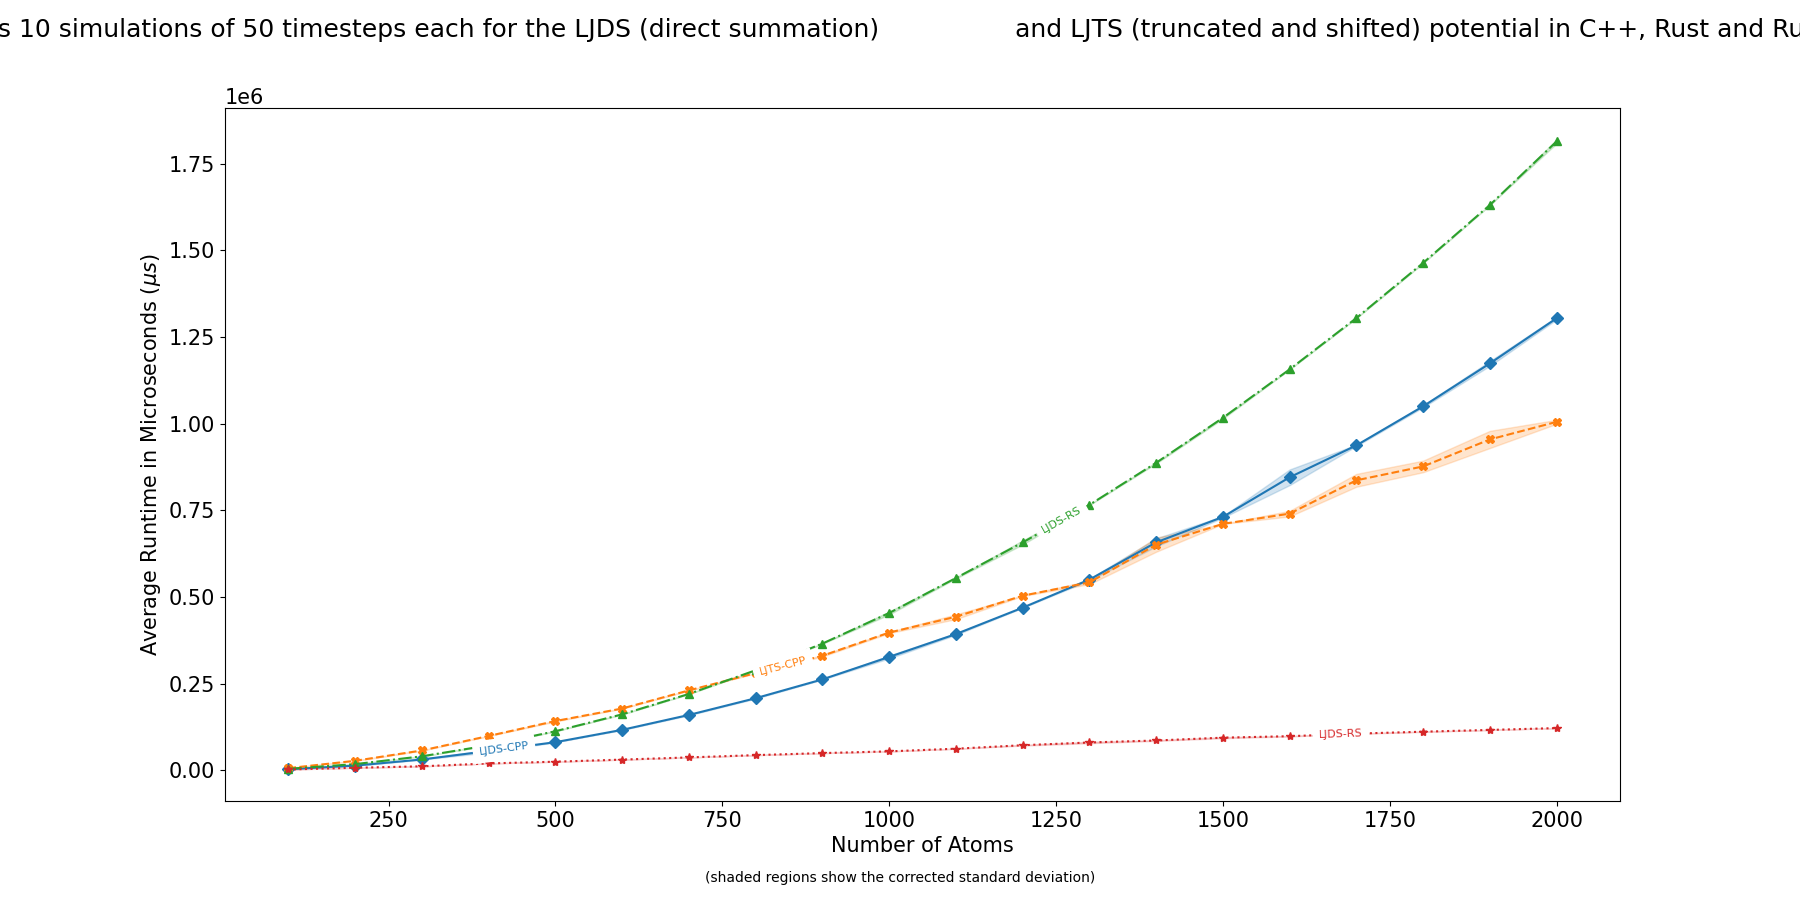 s 10 simulations of 50 timesteps each for the LJDS (direct summation) and LJTS (truncated and shifted) potential in C++, Rust and Ru
1e6
1.75
1.50
1.25
1.00
0.75
0.50
0.25
0.00
Average Runtime in Microseconds (μs)
LJDS-RS
LJTS-CPP
LJDS-CPP
LJDS-RS
250 500 750 1000 1250 1500 1750 2000
Number of Atoms
(shaded regions show the corrected standard deviation)